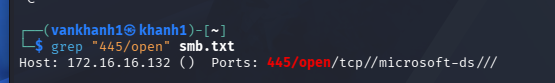 ┌──(vankhanh1㉿khanh1)-[~]
└─$ grep "445/open" smb.txt
Host: 172.16.16.132 ()  Ports: 445/open/tcp//microsoft-ds///